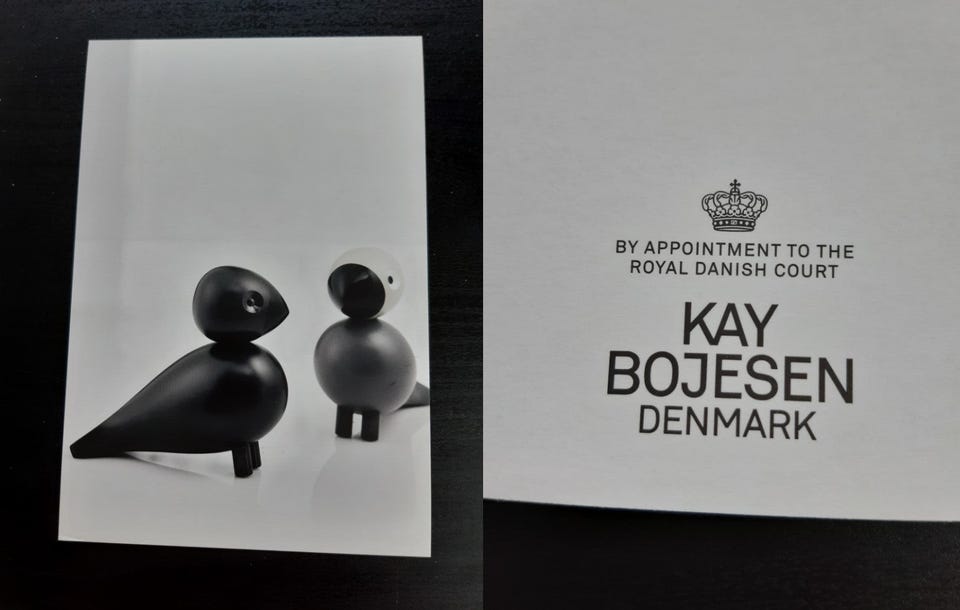 BY APPOINTMENT TO THE
ROYAL DANISH COURT
KAY
BOJESEN
DENMARK